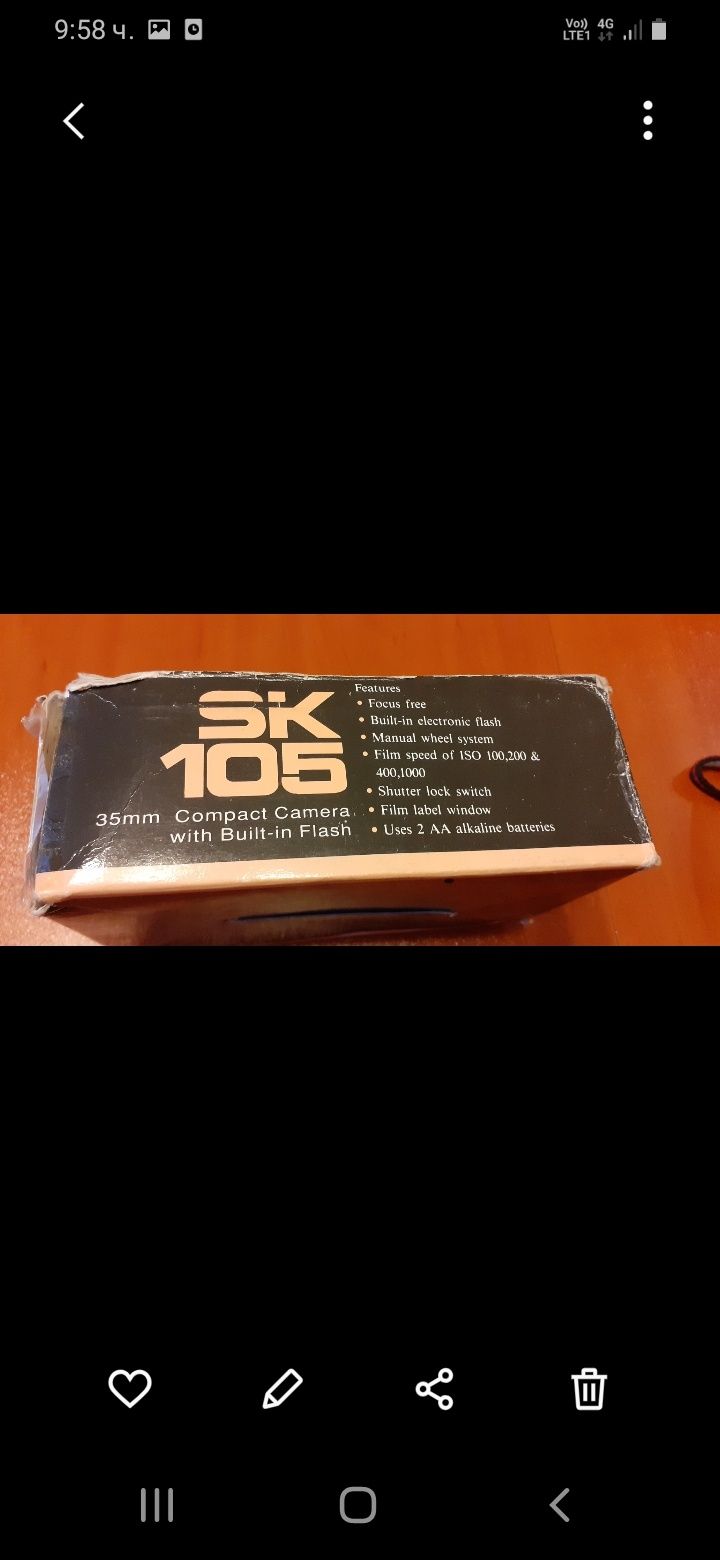 9:58 ч.
Vo)) 4G
LTE1
SK
105
35mm Compact Camera
with Built-in Flash
Features
• Focus free
• Built-in electronic flash
• Manual wheel system
• Film speed of ISO 100,200 &
400,1000
• Shutter lock switch
• Film label window
• Uses 2 AA alkaline batteries